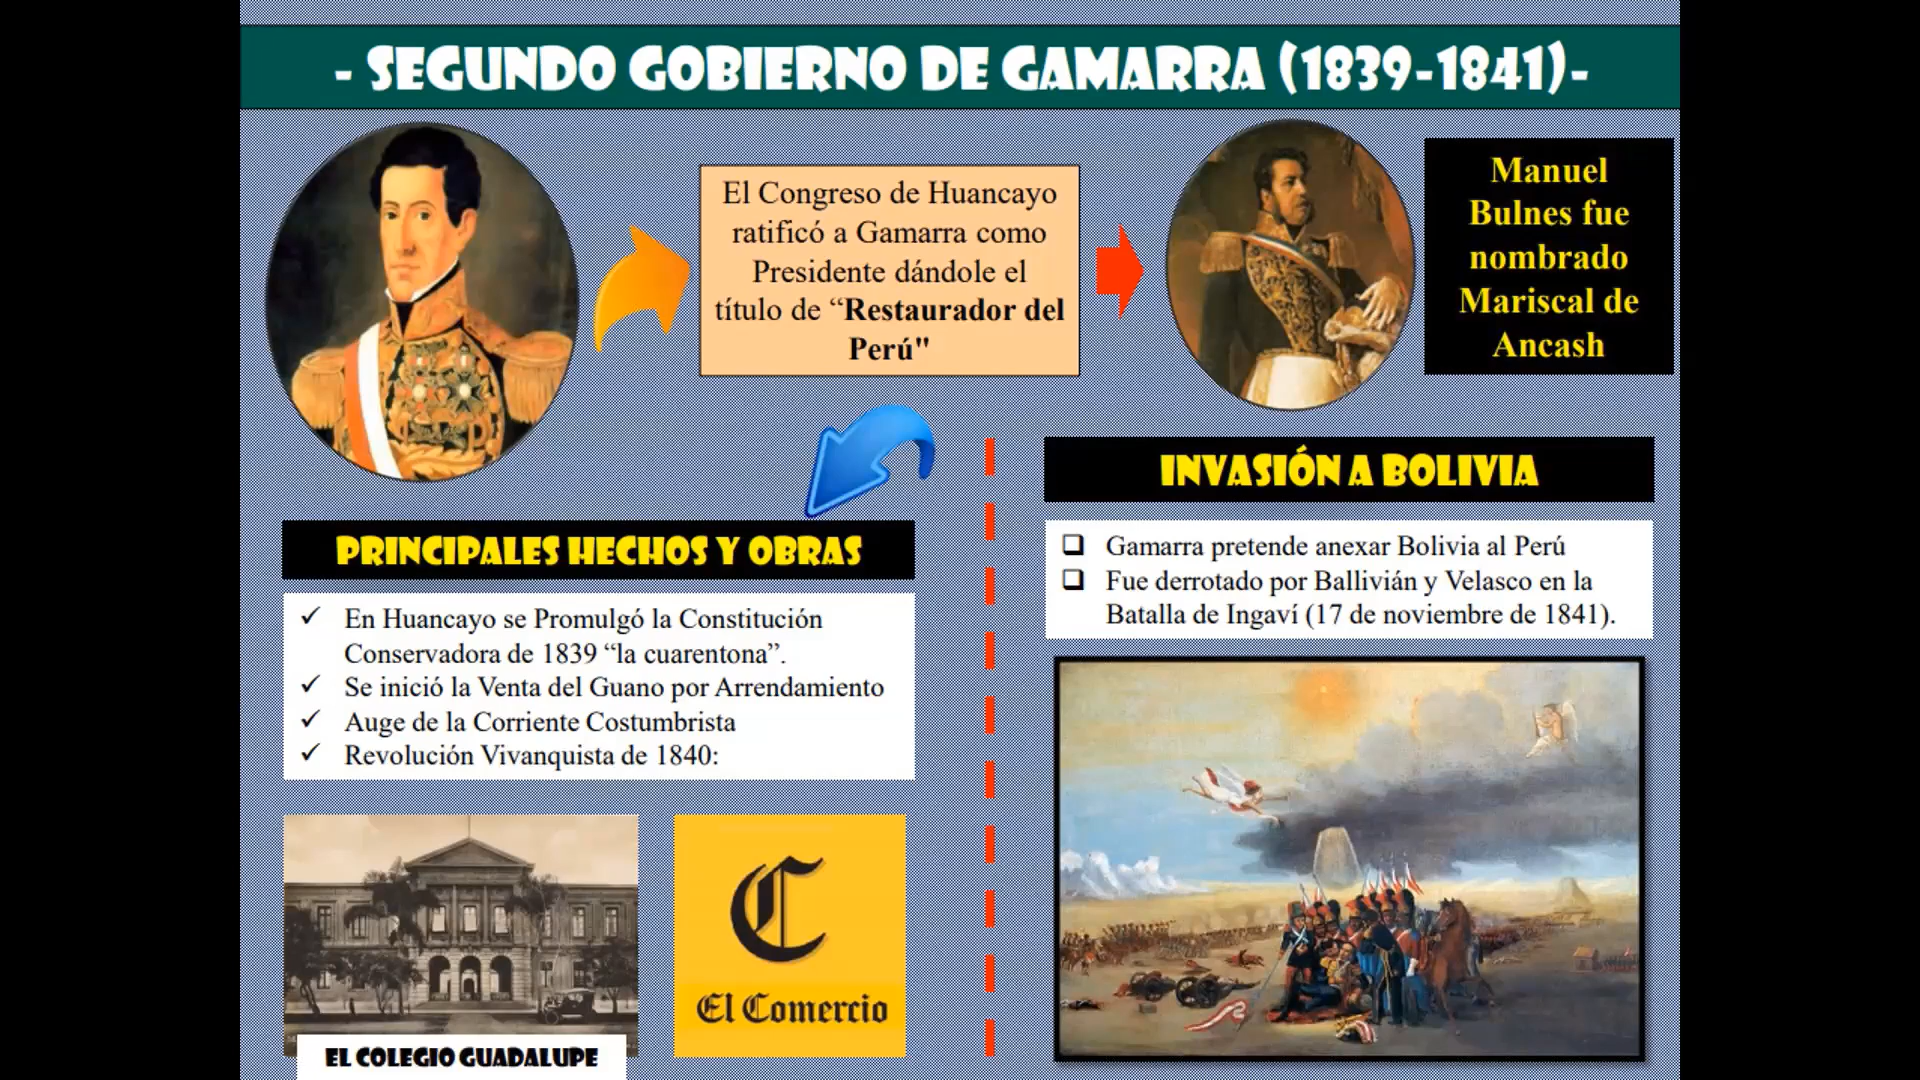 - SEGUNDO GOBIERNO DE GAMARRA (1839-1841)-
El Congreso de Huancayo
ratificó a Gamarra como
Presidente dándole el
título de “Restaurador del
Perú"
Manuel
Bulnes fue
nombrado
Mariscal de
Ancash
PRINCIPALES HECHOS Y OBRAS
✓ En Huancayo se Promulgó la Constitución
Conservadora de 1839 “la cuarentona”.
✓ Se inició la Venta del Guano por Arrendamiento
✓ Auge de la Corriente Costumbrista
✓ Revolución Vivanquista de 1840:
EL COLEGIO GUADALUPE
C
El Comercio
INVASIÓN A BOLIVIA
❑ Gamarra pretende anexar Bolivia al Perú
❑ Fue derrotado por Ballivián y Velasco en la
Batalla de Ingaví (17 de noviembre de 1841).